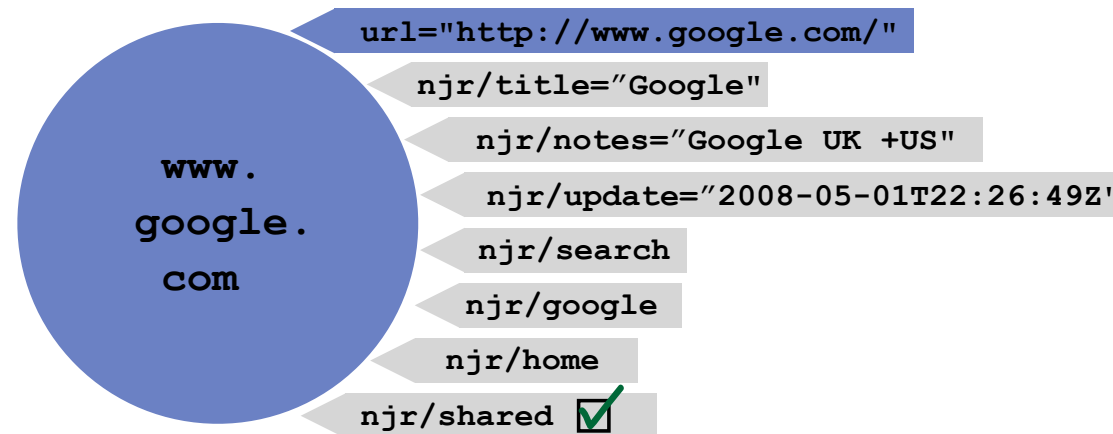 url="http://www.google.com/"
njr/title=”Google"
njr/notes=”Google UK +US"
njr/update=”2008-05-01T22:26:49Z"
njr/search
njr/google
njr/home
njr/shared
www.
google.
com